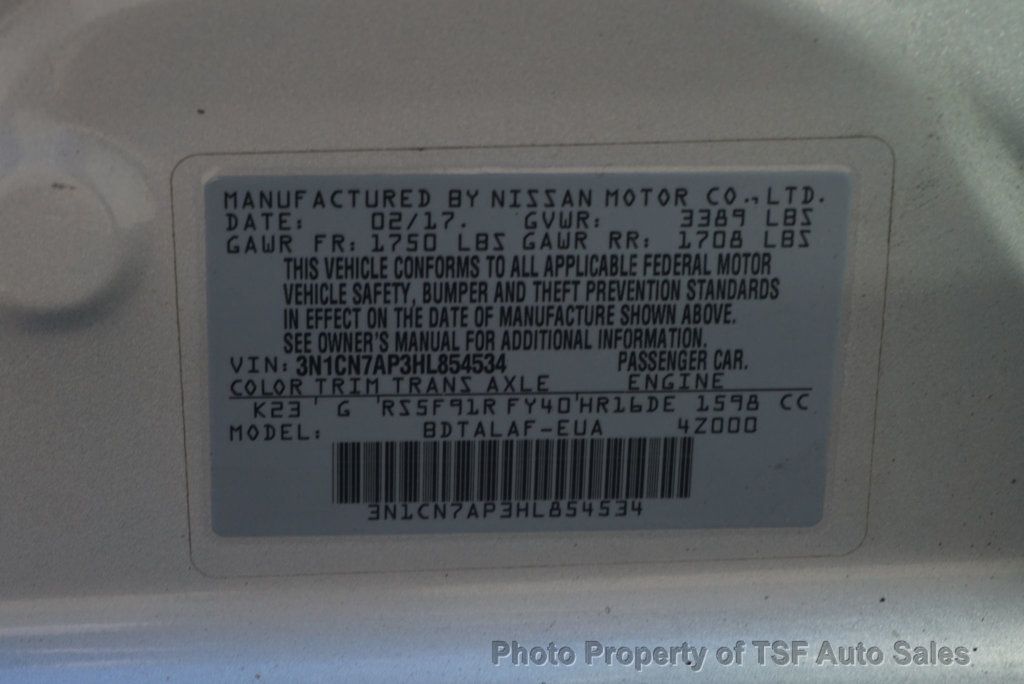 MANUFACTURED BY NISSAN MOTOR CO., LTD.
DATE: 02/17. GVWR: 3389 LBS
GAWR FR: 1750 LBS GAWR RR: 1708 LBS
THIS VEHICLE CONFORMS TO ALL APPLICABLE FEDERAL MOTOR
VEHICLE SAFETY, BUMPER AND THEFT PREVENTION STANDARDS
IN EFFECT ON THE DATE OF MANUFACTURE SHOWN ABOVE.
SEE OWNER'S MANUAL FOR ADDITIONAL INFORMATION.
VIN: 3N1CN7AP3HL854534 PASSENGER CAR.
COLOR TRIM TRANS AXLE ENGINE
K23 ' G 'RS5F91R FY40'HR16DE 1598 CC
MODEL: BDTALAF-EUA 4Z000
3N1CN7AP3HL854534
Photo Property of TSF Auto Sales